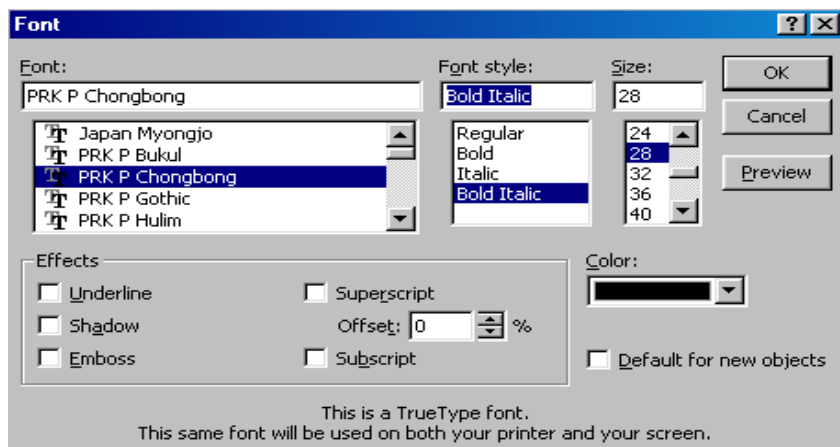 Font
Font:
PRK P Chongbong
Japan Myongjo
PRK P Bukul
PRK P Chongbong
PRK P Gothic
PRK P Hulim
Font style:
Bold Italic
Regular
Bold
Italic
Bold Italic
Size:
28
24
28
32
36
40
OK
Cancel
Preview
Effects
Underline
Shadow
Emboss
Superscript
Offset: 0 %
Subscript
Color:
Default for new objects
This is a TrueType font.
This same font will be used on both your printer and your screen.